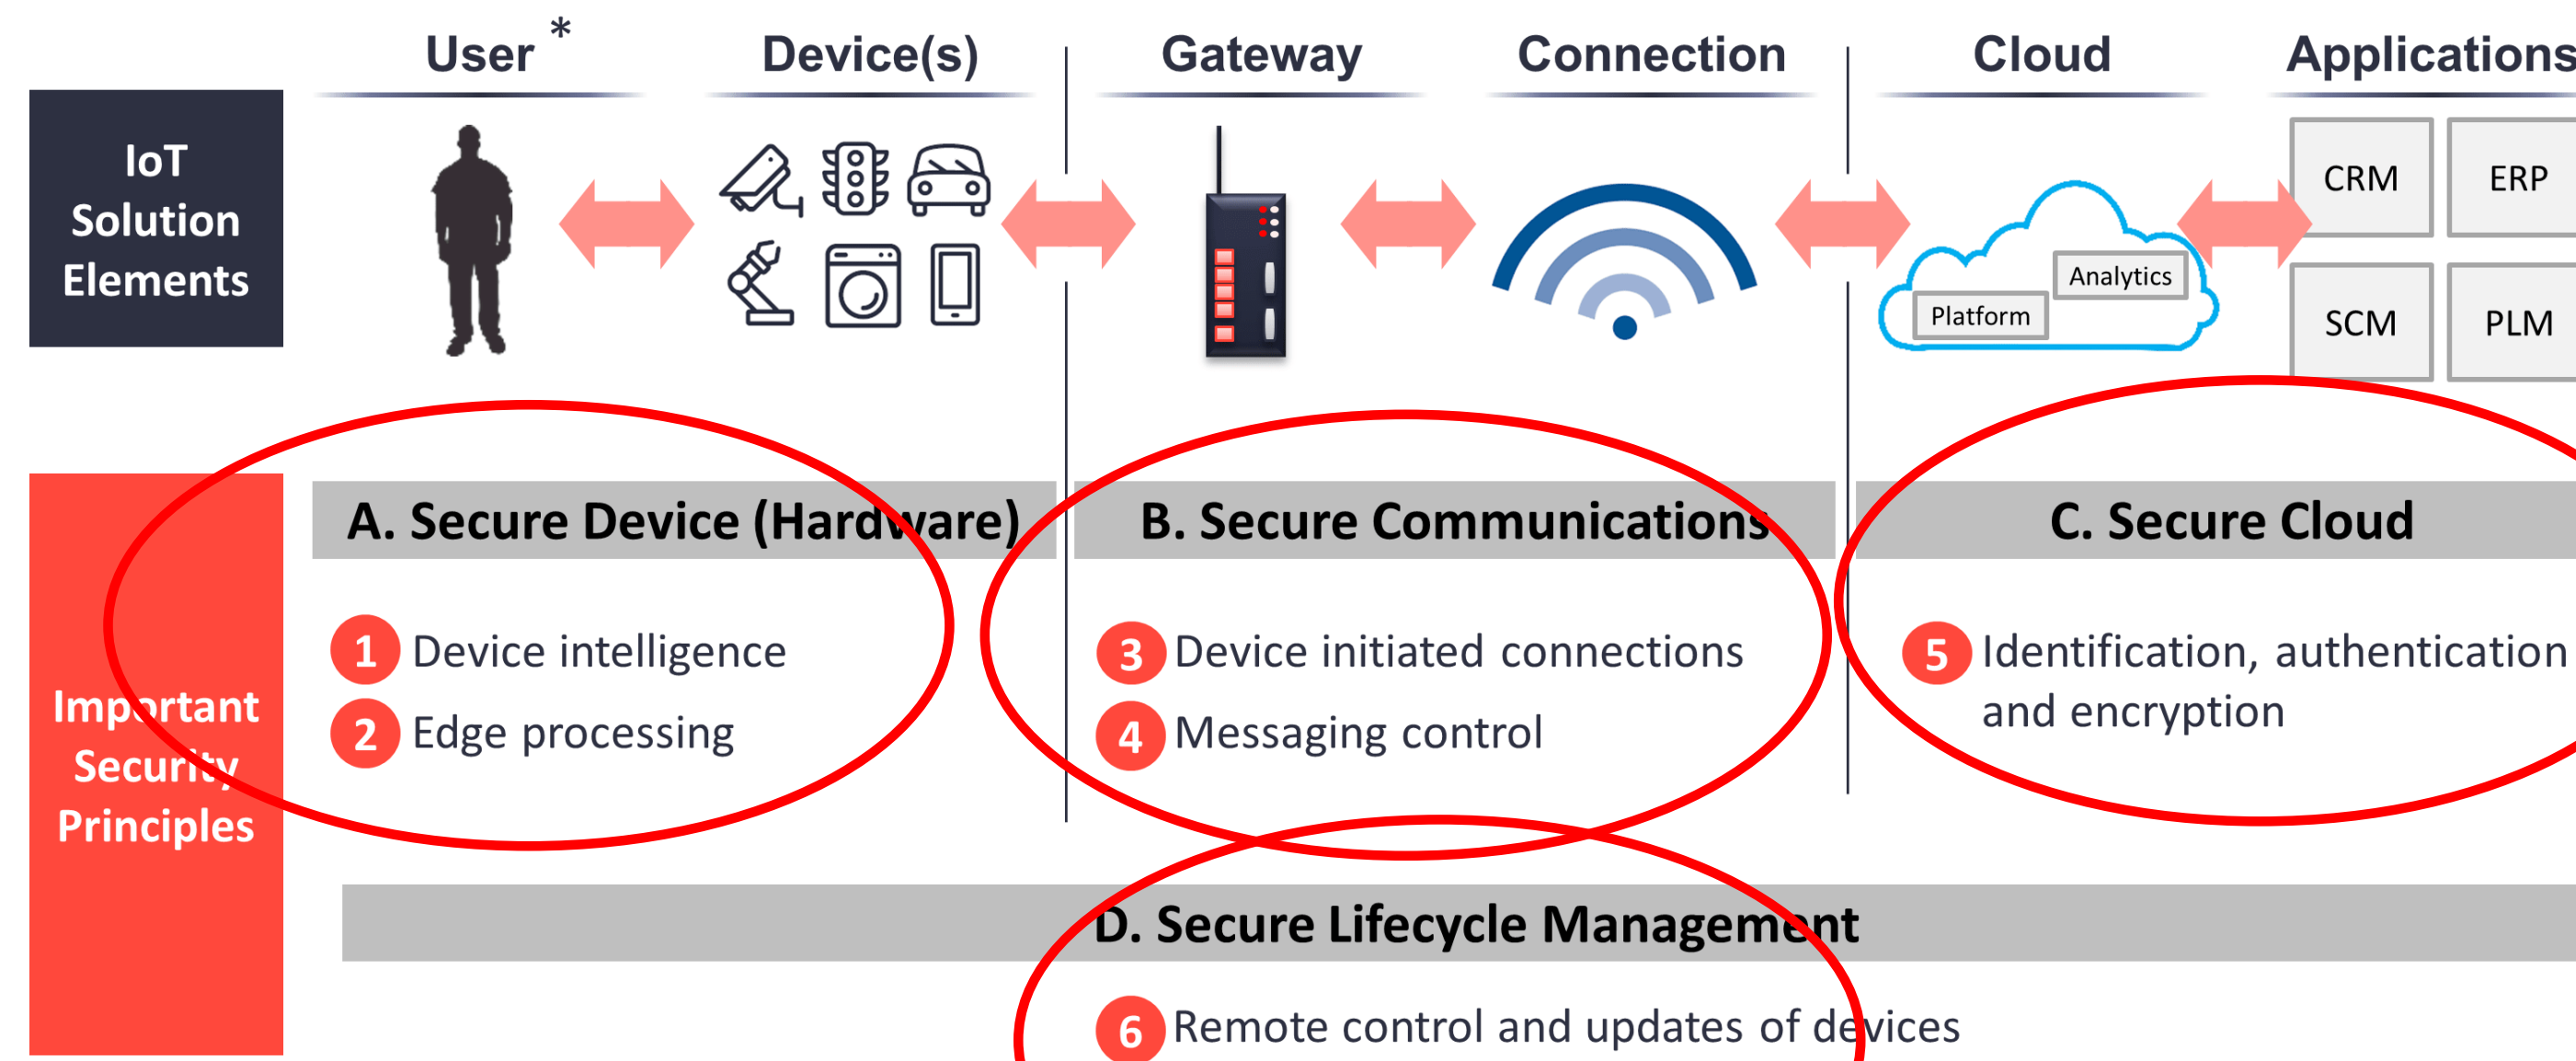 User *
Device(s)
Gateway
Connection
Cloud
Applications
IoT
Solution
Elements
CRM
ERP
Analytics
Platform
SCM
PLM
Important
Security
Principles
A. Secure Device (Hardware)
B. Secure Communications
C. Secure Cloud
1 Device intelligence
2 Edge processing
3 Device initiated connections
4 Messaging control
5 Identification, authentication
and encryption
D. Secure Lifecycle Management
6 Remote control and updates of devices